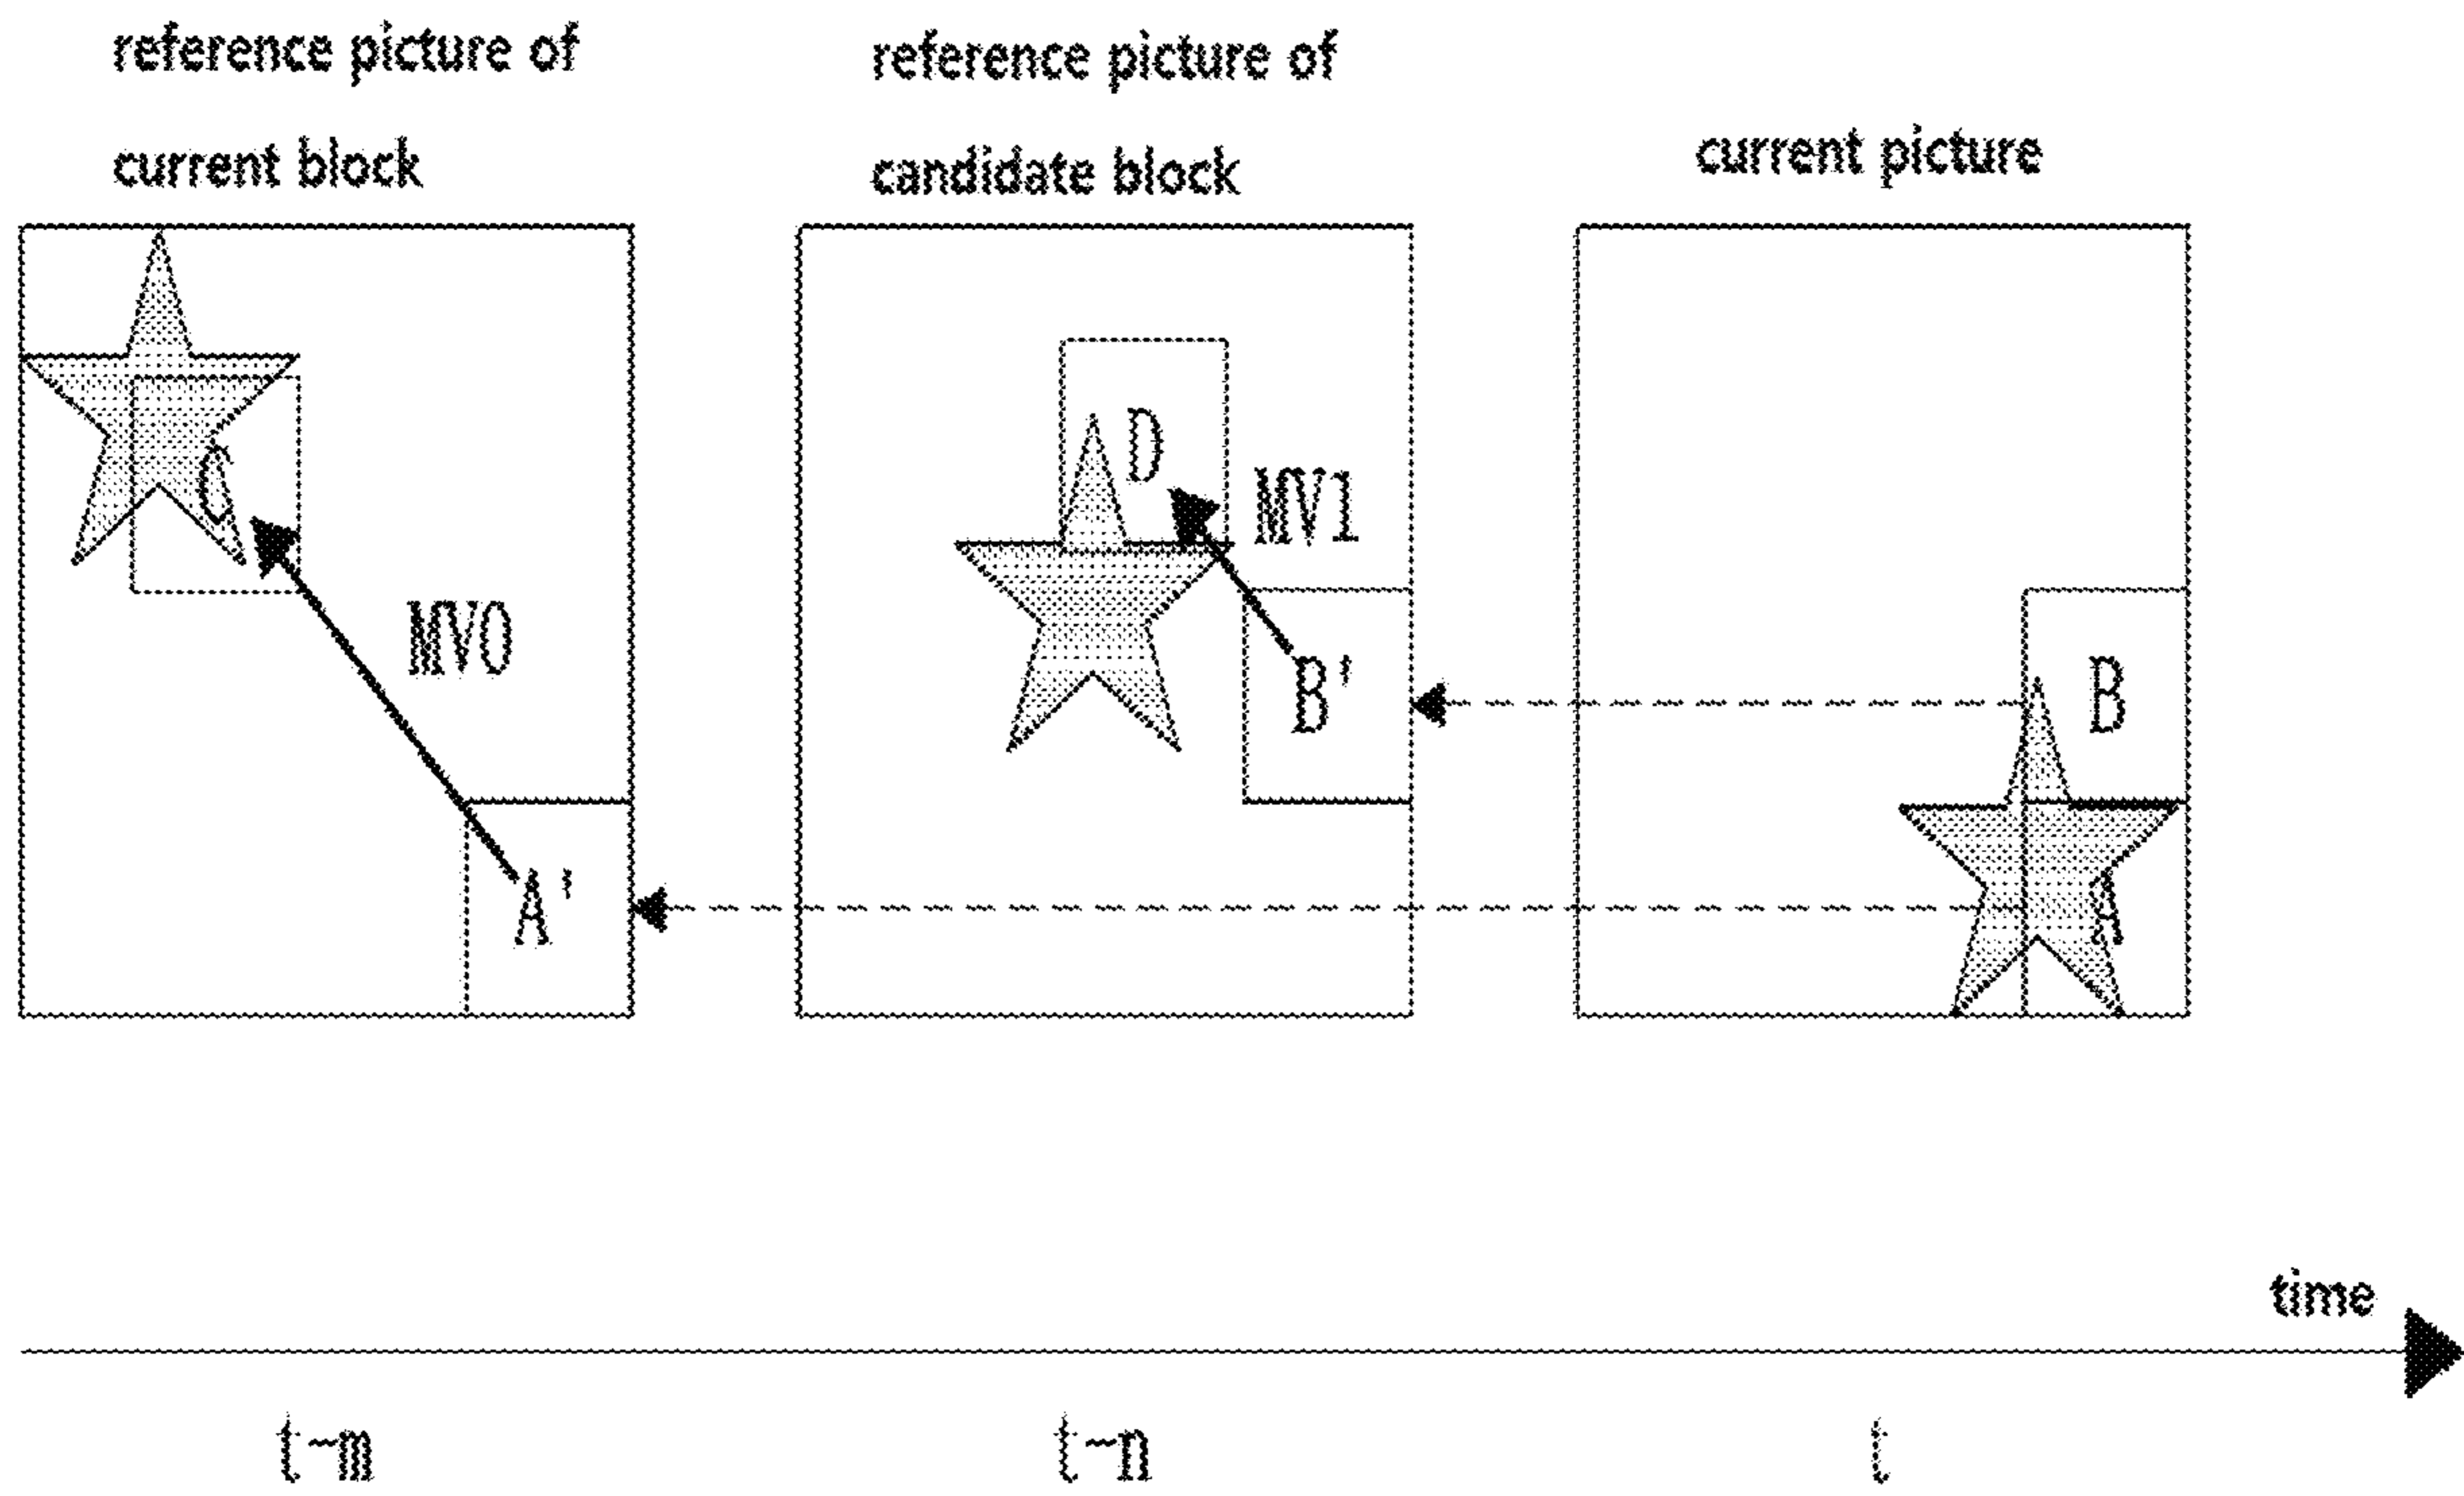 reference picture of
current block
reference picture of
candidate block
current picture
C
MV0
A'
D
MV1
B'
B
A
time
t-m
t-n
t